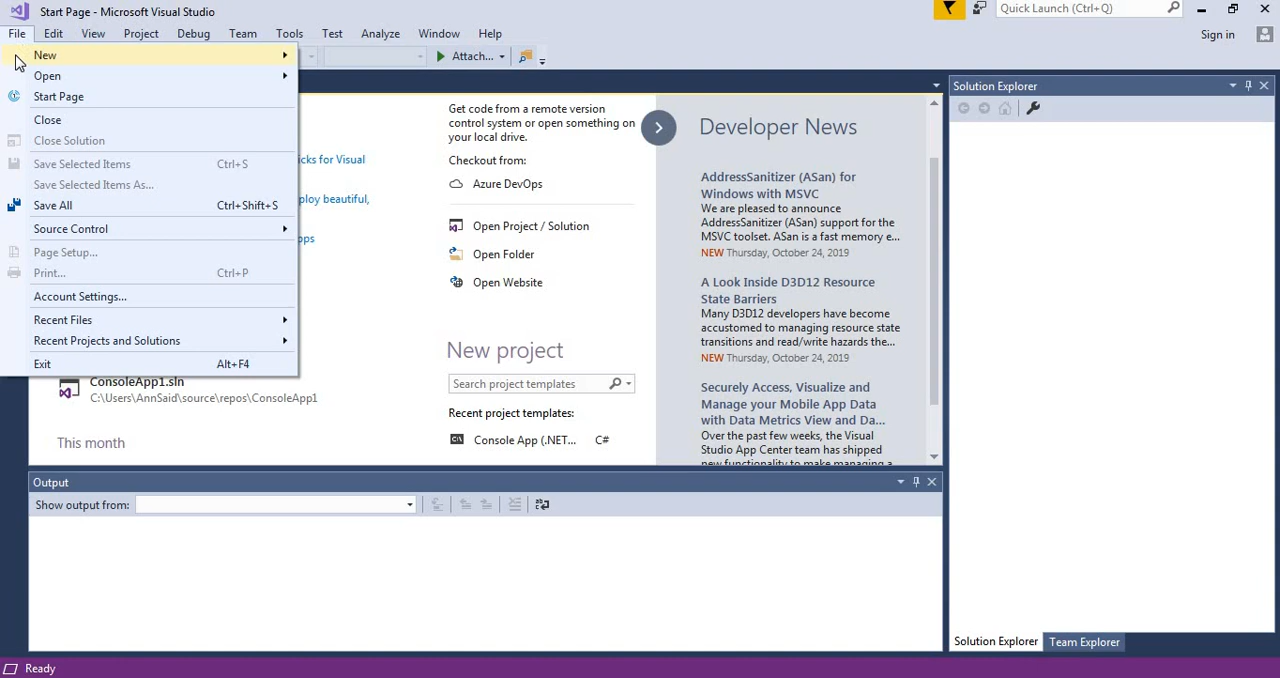 Start Page - Microsoft Visual Studio
Quick Launch (Ctrl+Q)
File Edit View Project Debug Team Tools Test Analyze Window Help
Sign in
Attach...
New
Open
Start Page
Close
Close Solution
Save Selected Items Ctrl+S
Save Selected Items As...
Save All Ctrl+Shift+S
Source Control
Page Setup...
Print... Ctrl+P
Account Settings...
Recent Files
Recent Projects and Solutions
Exit Alt+F4
icks for Visual
ploy beautiful,
ps
ConsoleApp1.sln
C:\Users\AnnSaid\source\repos\ConsoleApp1
This month
Get code from a remote version
control system or open something on
your local drive.
Checkout from:
Azure DevOps
Open Project / Solution
Open Folder
Open Website
New project
Search project templates
Recent project templates:
Console App (.NET... C#
Developer News
AddressSanitizer (ASan) for
Windows with MSVC
We are pleased to announce
AddressSanitizer (ASan) support for the
MSVC toolset. ASan is a fast memory e...
NEW Thursday, October 24, 2019
A Look Inside D3D12 Resource
State Barriers
Many D3D12 developers have become
accustomed to managing resource state
transitions and read/write hazards the...
NEW Thursday, October 24, 2019
Securely Access, Visualize and
Manage your Mobile App Data
with Data Metrics View and Da...
Over the past few weeks, the Visual
Studio App Center team has shipped
new functionality to make managing a
Solution Explorer
Output
Show output from:
Solution Explorer Team Explorer
Ready